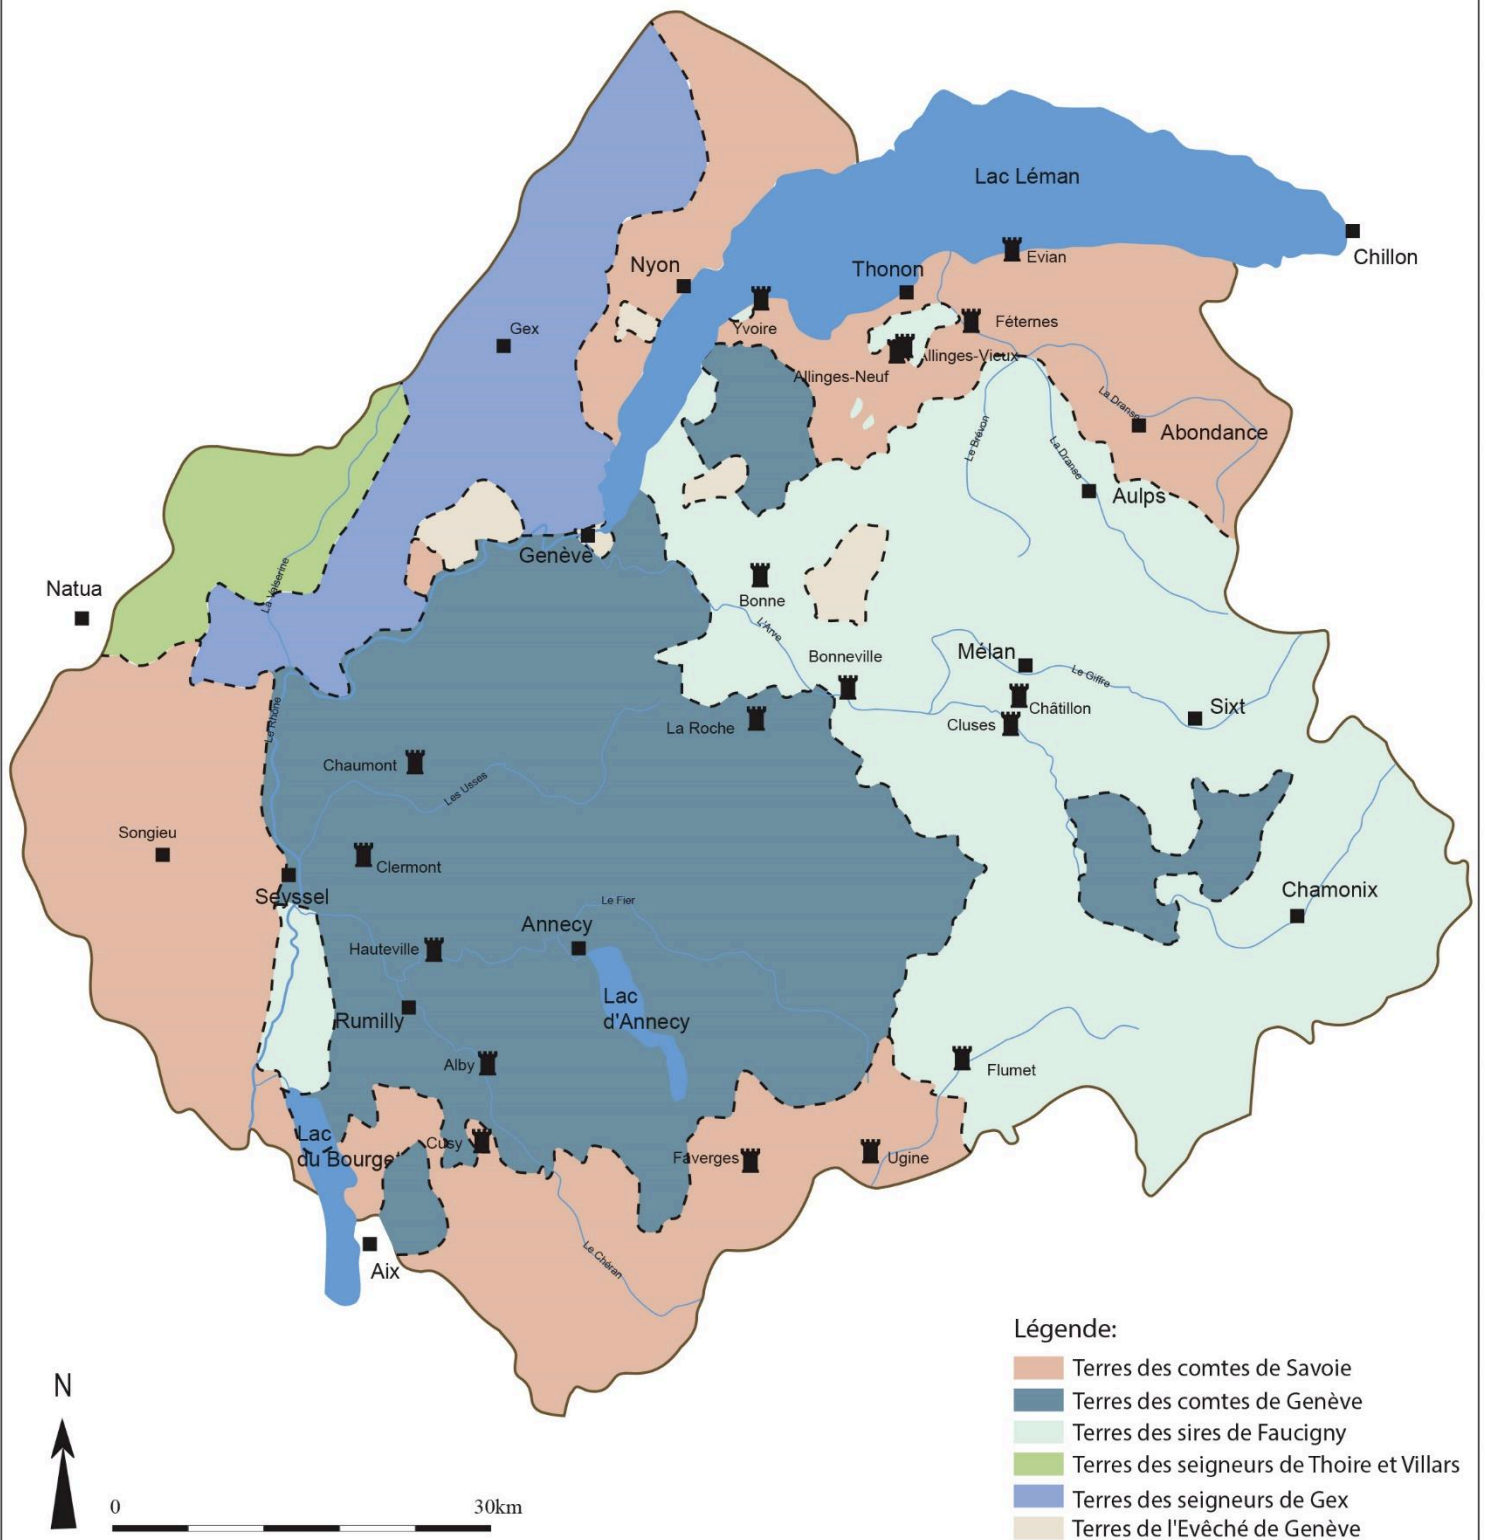 Lac Léman
Chillon
Evian
Nyon
Thonon
Yvoire
Féternes
Gex
Allinges-Vieux
Allinges-Neuf
La Dranse
Abondance
Le Brévon
La Dranse
Aulps
Genève
La Valserine
Natua
Bonne
L'Arve
Bonneville
Mélan
Le Giffre
Châtillon
Sixt
Cluses
La Roche
Le Rhône
Chaumont
Les Usses
Songieu
Clermont
Seyssel
Chamonix
Le Fier
Annecy
Hauteville
Lac
d'Annecy
Rumilly
Alby
Flumet
Lac
du Bourget
Cusy
Faverges
Ugine
Aix
Le Chéran
Légende:
Terres des comtes de Savoie
Terres des comtes de Genève
Terres des sires de Faucigny
Terres des seigneurs de Thoire et Villars
Terres des seigneurs de Gex
Terres de l'Evêché de Genève
N
0 30km